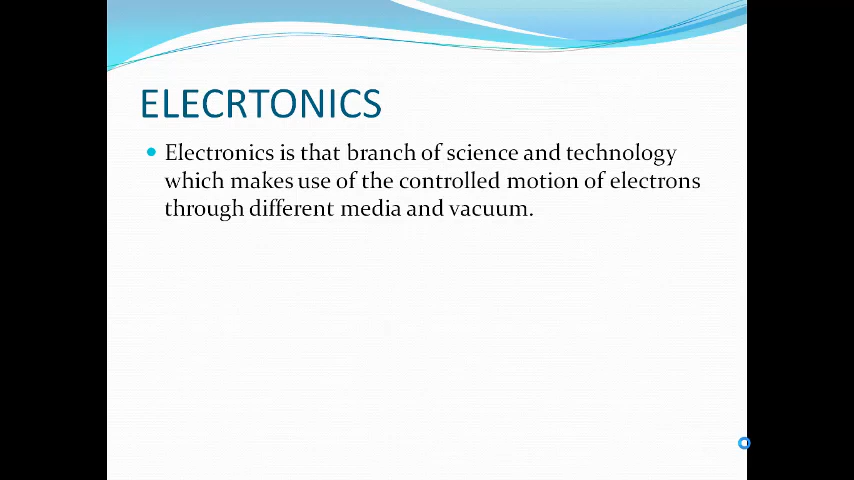 ELECRTONICS
Electronics is that branch of science and technology
which makes use of the controlled motion of electrons
through different media and vacuum.